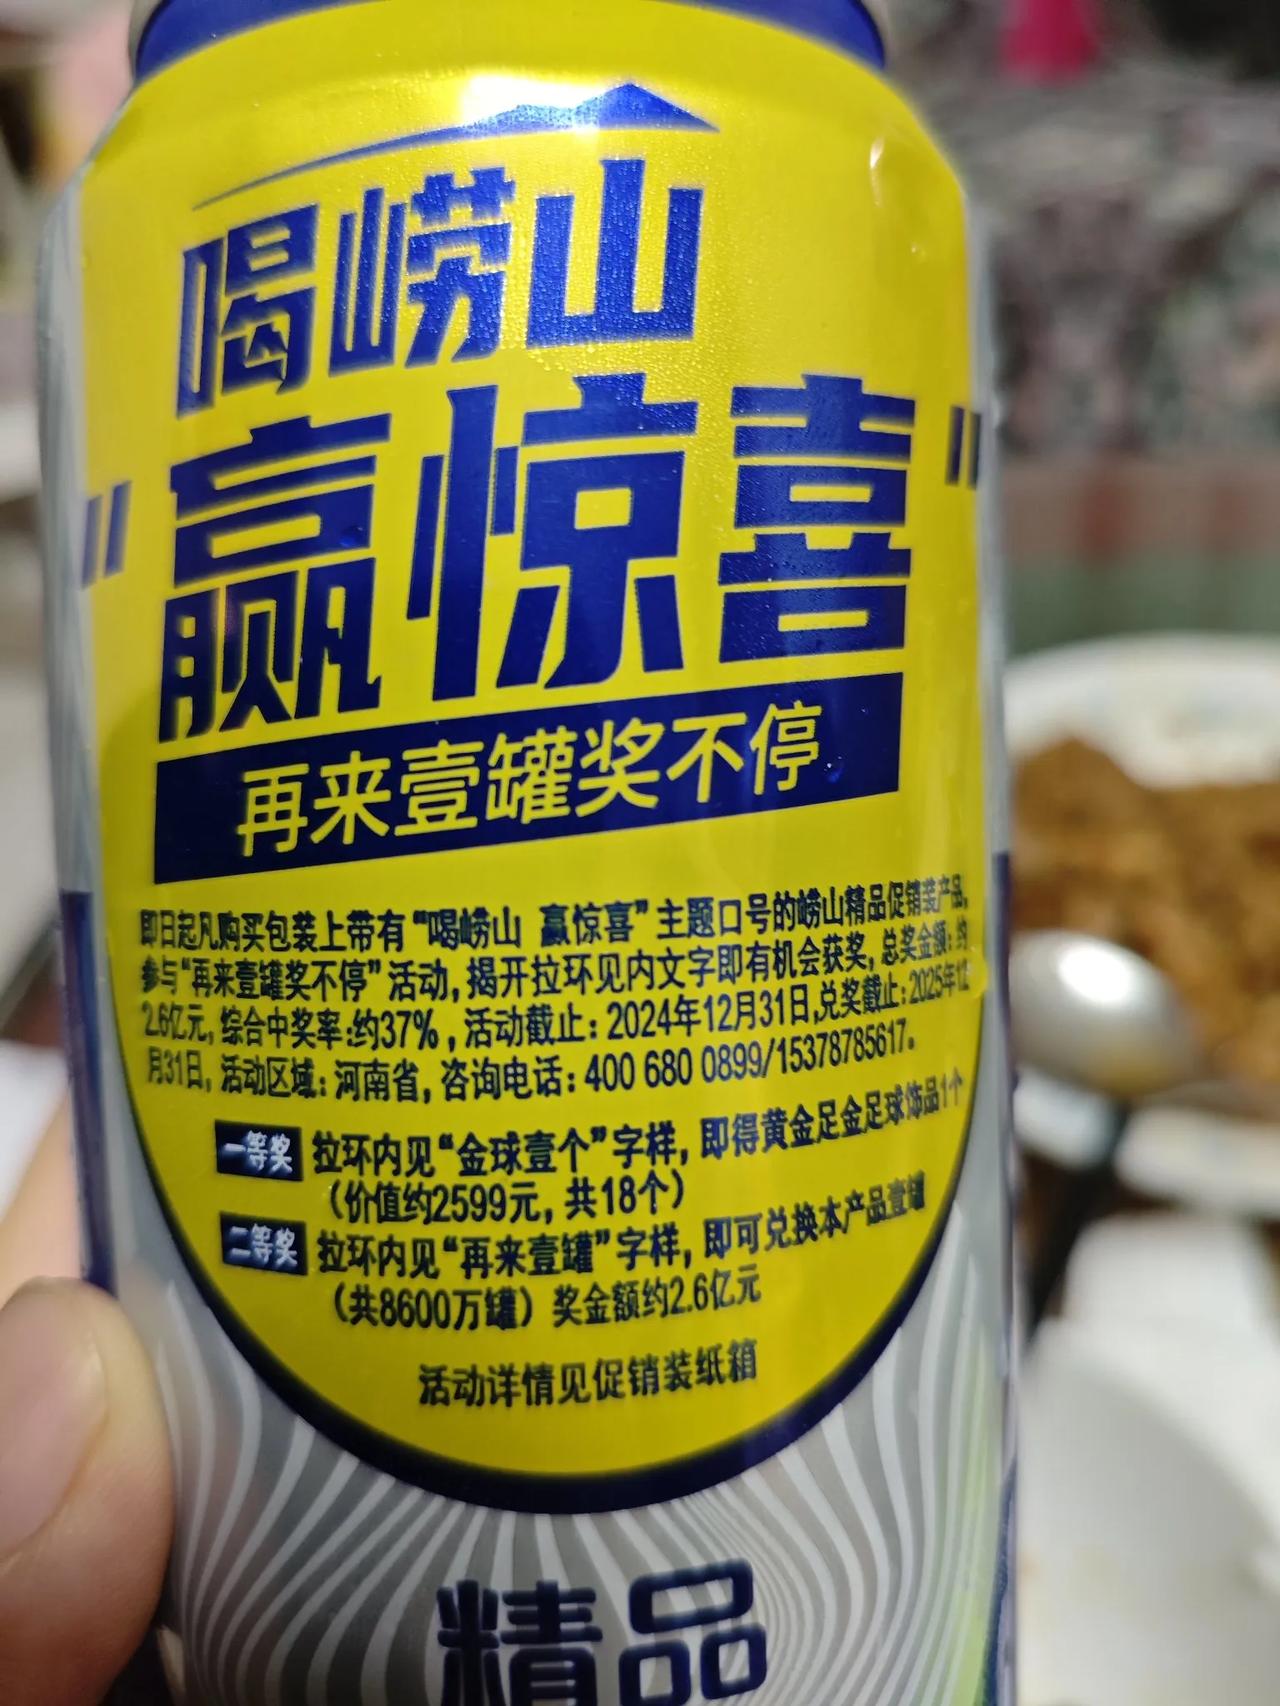 喝崂山
"赢惊喜"
再来壹罐奖不停
即日起凡购买包装上带有“喝崂山 赢惊喜”主题口号的崂山精品促销装产品,
参与“再来壹罐奖不停”活动,揭开拉环见内文字即有机会获奖,总奖金额:约
2.6亿元,综合中奖率:约37%,活动截止:2024年12月31日,兑奖截止:2025年12
月31日,活动区域:河南省,咨询电话:400 680 0899/15378785617。
一等奖 拉环内见“金球壹个”字样,即得黄金足金足球饰品1个
(价值约2599元,共18个)
二等奖 拉环内见“再来壹罐”字样,即可兑换本产品壹罐
(共8600万罐)奖金额约2.6亿元
活动详情见促销装纸箱
精品